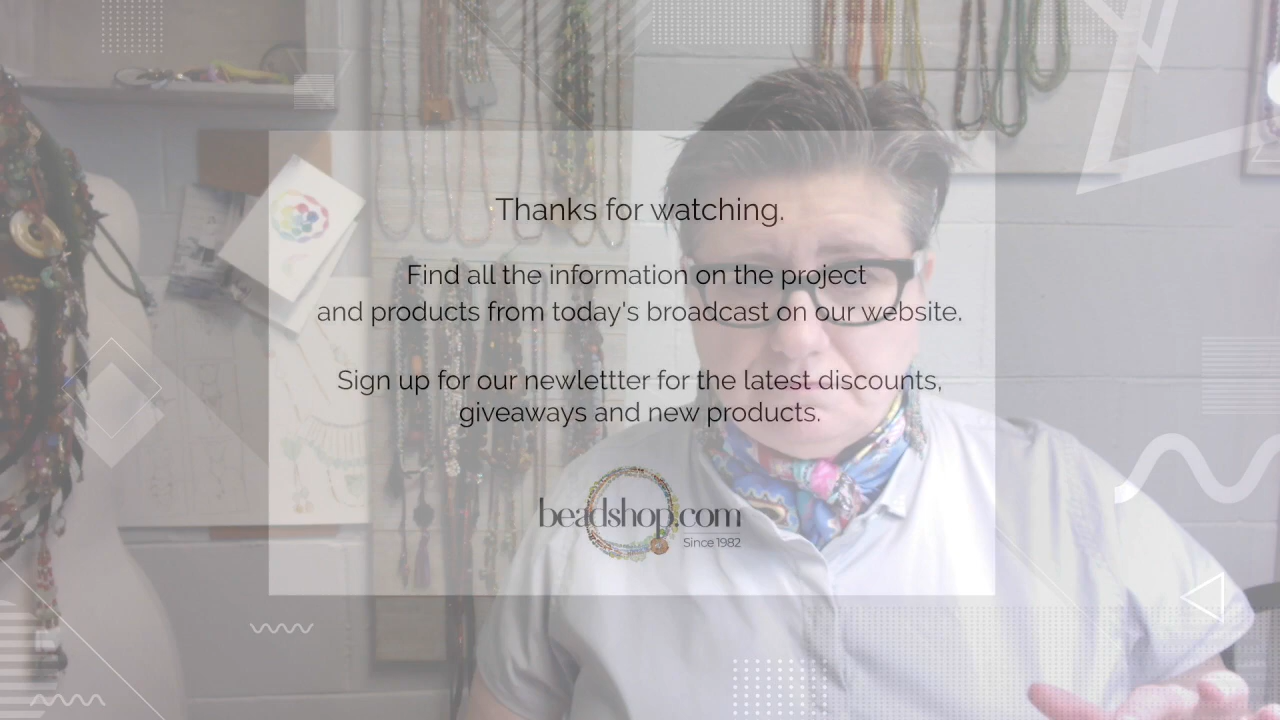 Thanks for watching.
Find all the information on the project
and products from today's broadcast on our website.
Sign up for our newlettter for the latest discounts,
giveaways and new products.
beadshop.com
Since 1982